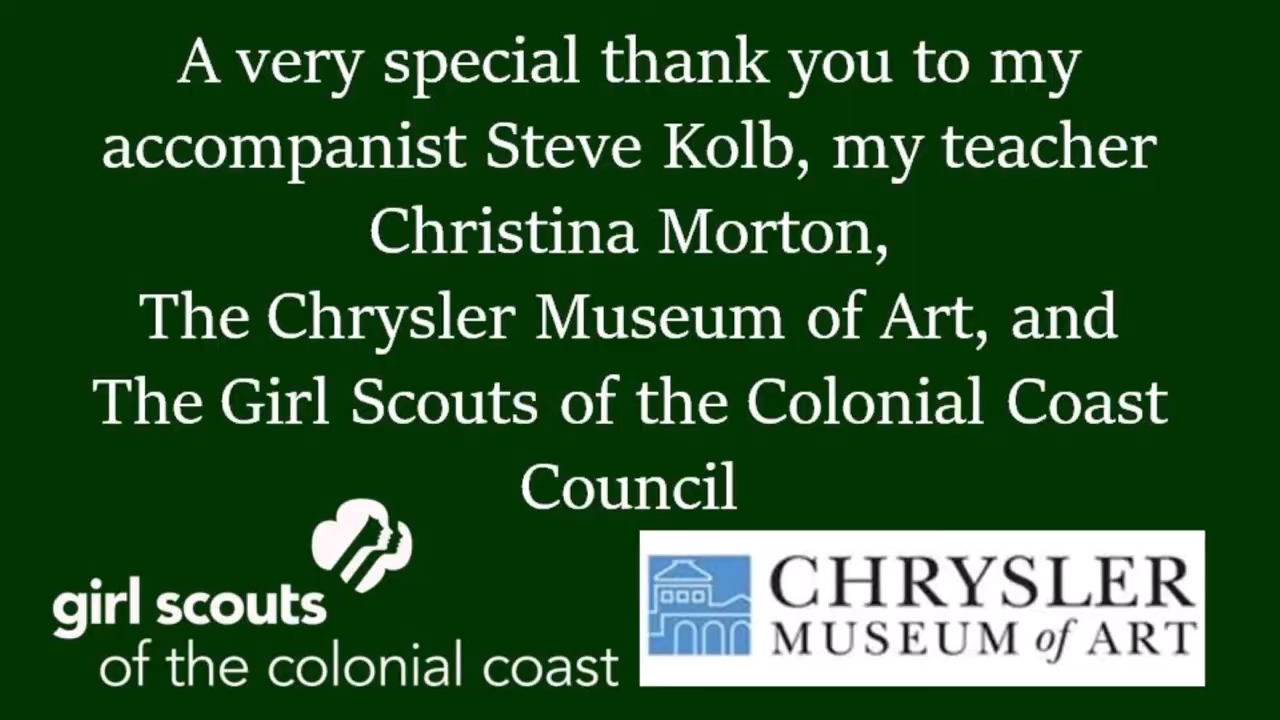 A very special thank you to my
accompanist Steve Kolb, my teacher
Christina Morton,
The Chrysler Museum of Art, and
The Girl Scouts of the Colonial Coast
Council
girl scouts
of the colonial coast
CHRYSLER
MUSEUM of ART